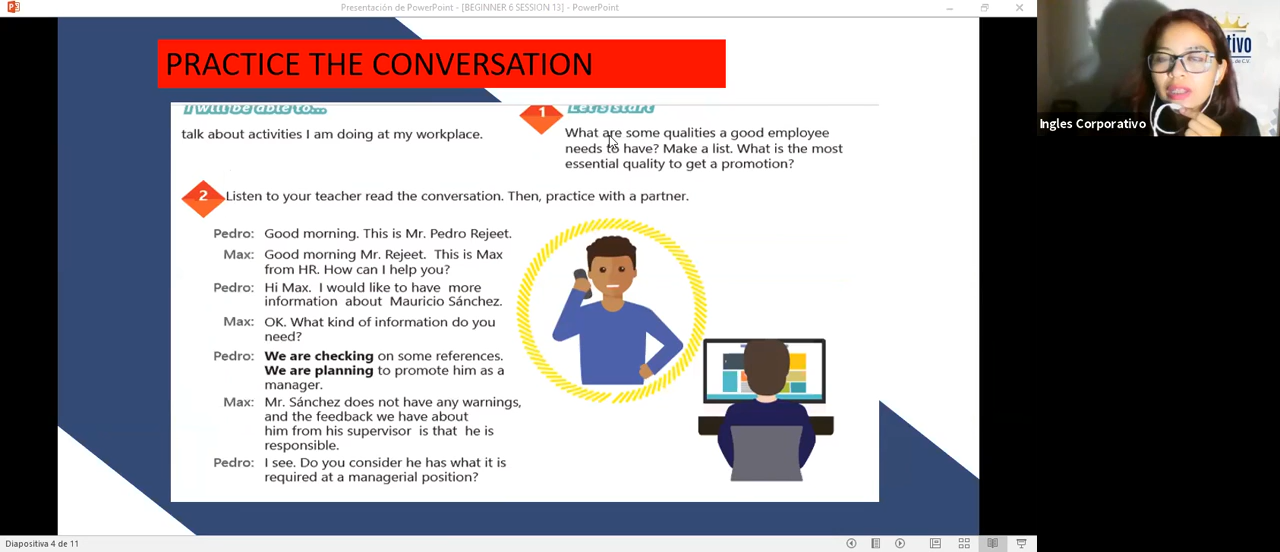 Presentación de PowerPoint - [BEGINNER 6 SESSION 13] - PowerPoint
PRACTICE THE CONVERSATION
I will be able to...
talk about activities I am doing at my workplace.
1
Let's start
What are some qualities a good employee
needs to have? Make a list. What is the most
essential quality to get a promotion?
2
Listen to your teacher read the conversation. Then, practice with a partner.
Pedro: Good morning. This is Mr. Pedro Rejeet.
Max: Good morning Mr. Rejeet. This is Max
from HR. How can I help you?
Pedro: Hi Max. I would like to have more
information about Mauricio Sánchez.
Max: OK. What kind of information do you
need?
Pedro: We are checking on some references.
We are planning to promote him as a
manager.
Max: Mr. Sánchez does not have any warnings,
and the feedback we have about
him from his supervisor is that he is
responsible.
Pedro: I see. Do you consider he has what it is
required at a managerial position?
Diapositiva 4 de 11
Ingles Corporativo